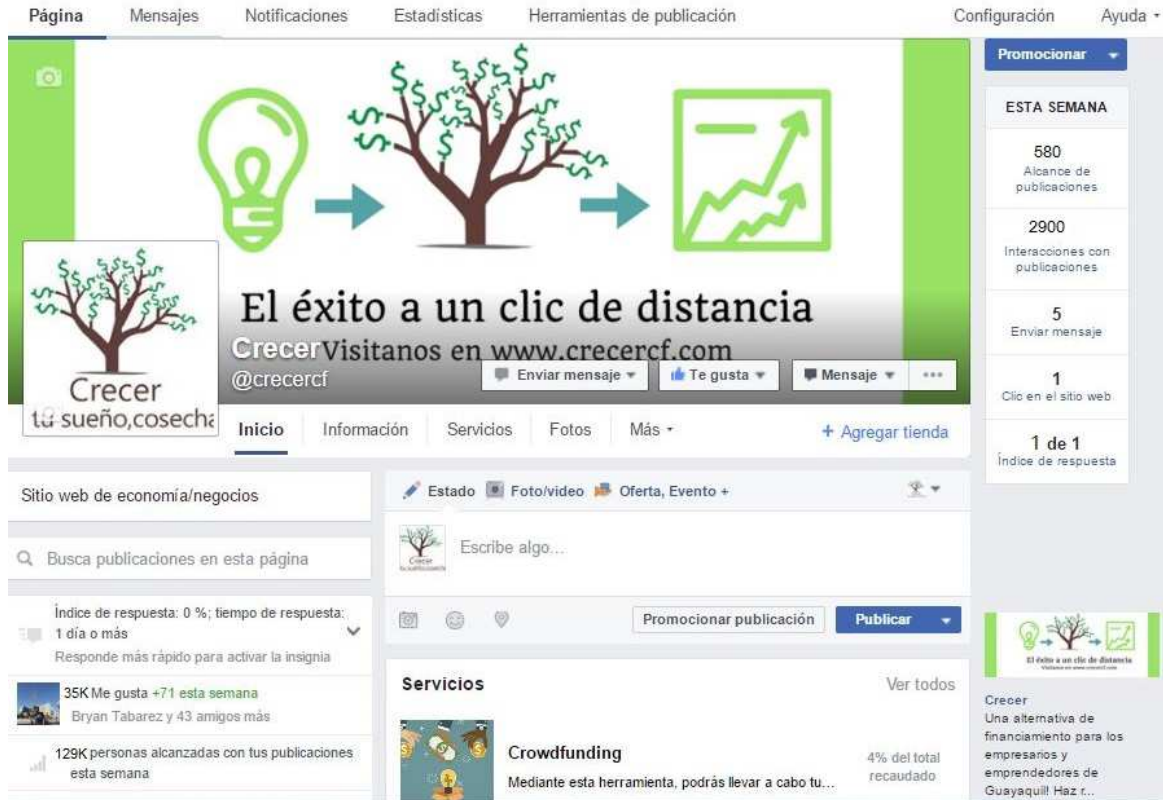 Página Mensajes Notificaciones Estadísticas Herramientas de publicación Configuración Ayuda
El éxito a un clic de distancia
Visitanos en www.crecercf.com
Crecer
@crecercf
Enviar mensaje Te gusta Mensaje
Crecer
tu sueño,cosecha
Inicio Información Servicios Fotos Más + Agregar tienda
Promocionar
ESTA SEMANA
580
Alcance de
publicaciones
2900
Interacciones con
publicaciones
5
Enviar mensaje
1
Clic en el sitio web
1 de 1
Índice de respuesta
Sitio web de economía/negocios
Busca publicaciones en esta página
Índice de respuesta: 0 %; tiempo de respuesta:
1 día o más
Responde más rápido para activar la insignia
35K Me gusta +71 esta semana
Bryan Tabarez y 43 amigos más
129K personas alcanzadas con tus publicaciones
esta semana
Estado Foto/video Oferta, Evento +
Crecer
Escribe algo...
Promocionar publicación Publicar
Servicios Ver todos
Crowdfunding
Mediante esta herramienta, podrás llevar a cabo tu...
4% del total
recaudado
El éxito a un clic de distancia
Visitanos en www.crecercf.com
Crecer
Una alternativa de
financiamiento para los
empresarios y
emprendedores de
Guayaquil! Haz r...